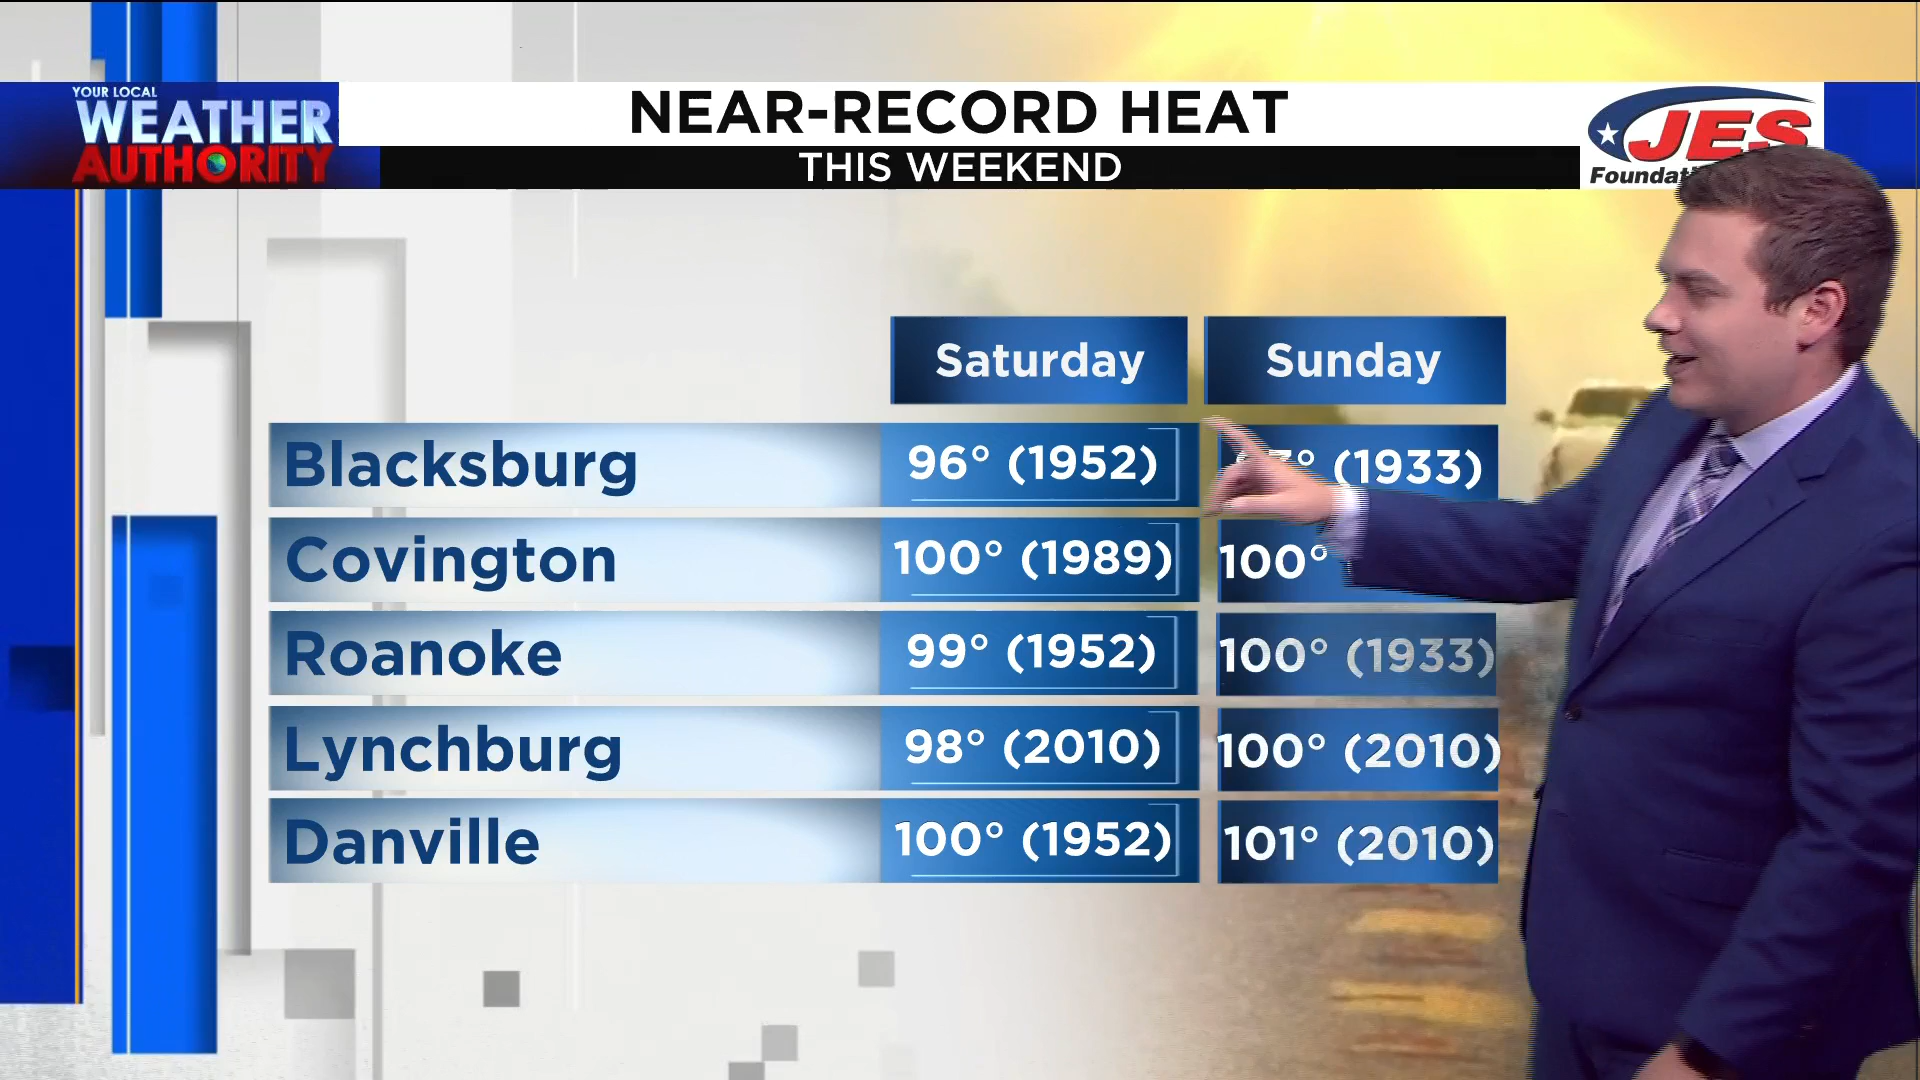 YOUR LOCAL
WEATHER
AUTHORITY
NEAR-RECORD HEAT
THIS WEEKEND
JES
Saturday Sunday
Blacksburg 96° (1952) (1933)
Covington 100° (1989) 100°
Roanoke 99° (1952) 100° (1933)
Lynchburg 98° (2010) 100° (2010)
Danville 100° (1952) 101° (2010)